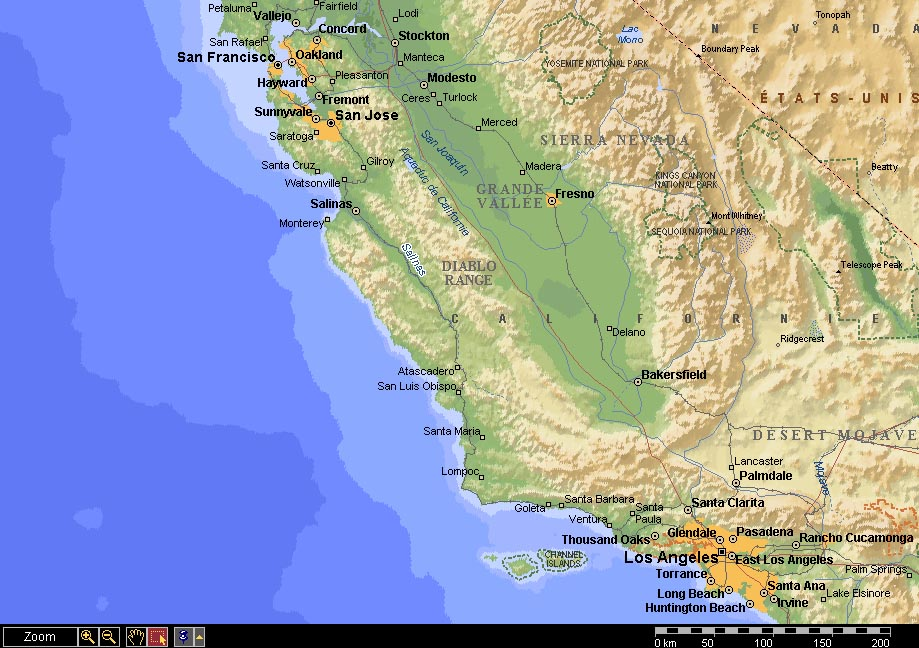 Petaluma
Fairfield
Vallejo
Lodi
Tonopah
San Rafael
Concord
Stockton
Lac
Mono
NEVADA
San Francisco
Oakland
Manteca
Boundary Peak
Hayward
Pleasanton
Modesto
YOSEMITE NATIONAL PARK
Fremont
Ceres
Turlock
ÉTATS-UNIS
Sunnyvale
San Jose
Saratoga
Merced
SIERRA NEVADA
San Joaquin
Aqueduc de Californie
Santa Cruz
Gilroy
Madera
Beatty
Watsonville
KINGS CANYON
NATIONAL PARK
GRANDE
VALLÉE
Fresno
Salinas
Monterey
Mont Whitney
SEQUOIA NATIONAL PARK
Salinas
DIABLO
RANGE
Telescope Peak
CALIFORNIE
Delano
Ridgecrest
Atascadero
San Luis Obispo
Bakersfield
Santa Maria
DESERT MOJAVE
Lompoc
Lancaster
Palmdale
Mojave
Goleta
Santa Barbara
Santa Clarita
Ventura
Santa
Paula
Thousand Oaks
Glendale
Pasadena
Rancho Cucamonga
CHANNEL
ISLANDS
Los Angeles
East Los Angeles
Torrance
Palm Springs
Long Beach
Santa Ana
Lake Elsinore
Huntington Beach
Irvine
Zoom
0 km 50 100 150 200